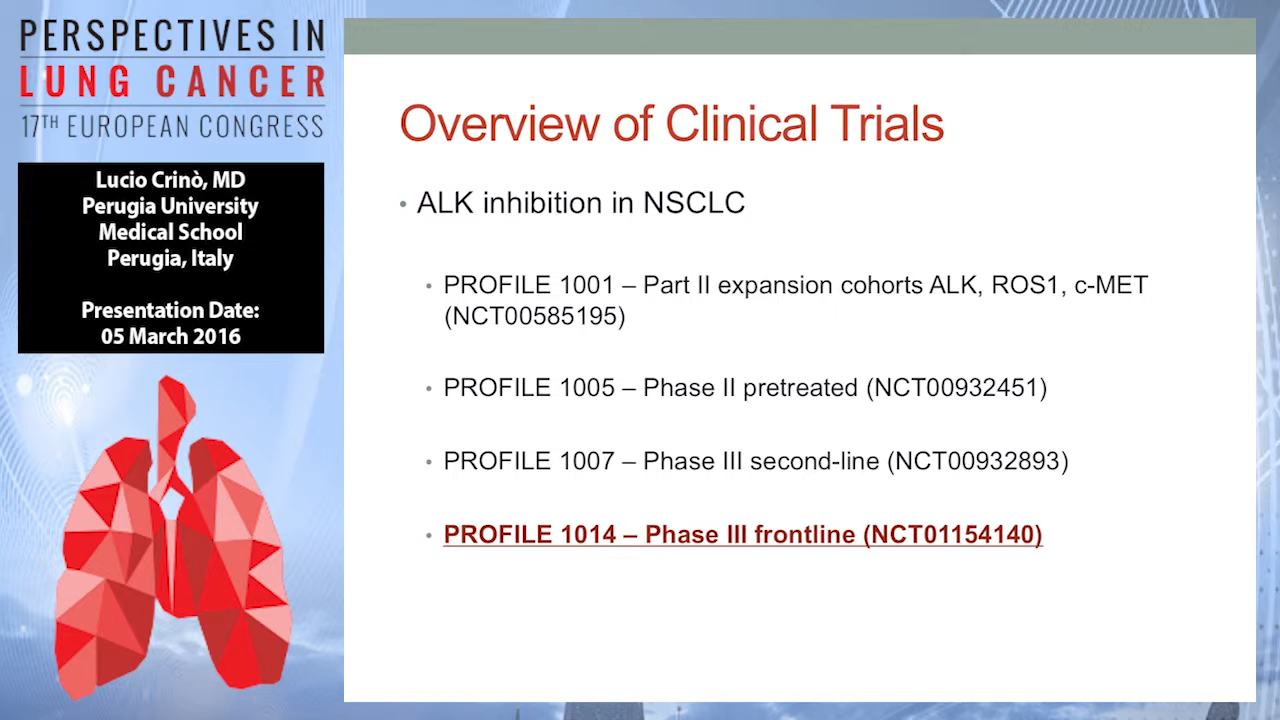 PERSPECTIVES IN
LUNG CANCER
17TH EUROPEAN CONGRESS
Lucio Crinò, MD
Perugia University
Medical School
Perugia, Italy
Presentation Date:
05 March 2016
Overview of Clinical Trials
• ALK inhibition in NSCLC
• PROFILE 1001 – Part II expansion cohorts ALK, ROS1, c-MET
(NCT00585195)
• PROFILE 1005 – Phase II pretreated (NCT00932451)
• PROFILE 1007 – Phase III second-line (NCT00932893)
• PROFILE 1014 – Phase III frontline (NCT01154140)